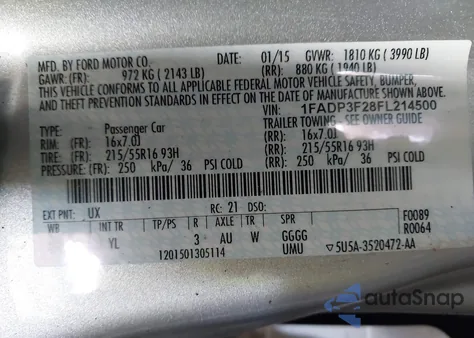 MFD. BY FORD MOTOR CO.
DATE: 01/15 GVWR: 1810 KG ( 3990 LB)
GAWR: (FR): 972 KG ( 2143 LB) (RR): 880 KG ( 1940 LB)
THIS VEHICLE CONFORMS TO ALL APPLICABLE FEDERAL MOTOR VEHICLE SAFETY, BUMPER,
AND THEFT PREVENTION STANDARDS IN EFFECT ON THE DATE OF MANUFACTURE
SHOWN ABOVE.
VIN: 1FADP3F28FL214500
TYPE: Passenger Car TRAILER TOWING - SEE OWNER GUIDE
RIM: (FR): 16x7.0J (RR): 16x7.0J
TIRE: (FR): 215/55R16 93H (RR): 215/55R16 93H
PRESSURE: (FR): 250 kPa/ 36 PSI COLD (RR): 250 kPa/ 36 PSI COLD
EXT PNT: UX RC: 21 DSO: F0089
WB INT TR TP/PS R AXLE TR SPR R0064
YL 3 AU W GGGG
1201501305114 UMU ▽5U5A-3520472-AA
autoSnap